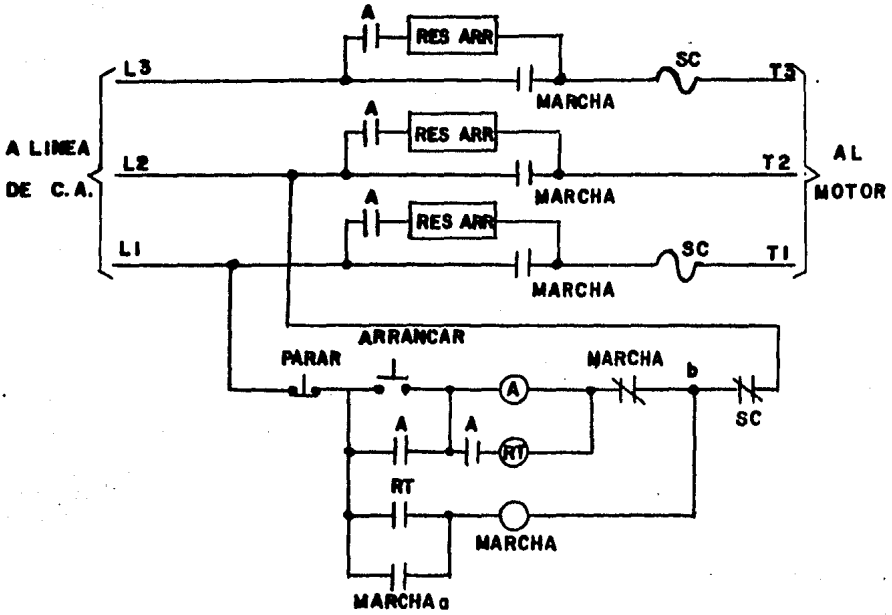 A
RES ARR
L3
SC
T3
MARCHA
A LINEA
DE C.A.
A
RES ARR
L2
T2
MARCHA
AL
MOTOR
A
RES ARR
L1
SC
T1
MARCHA
ARRANCAR
PARAR
MARCHA
b
A
SC
A
A
RT
RT
MARCHA
MARCHA a